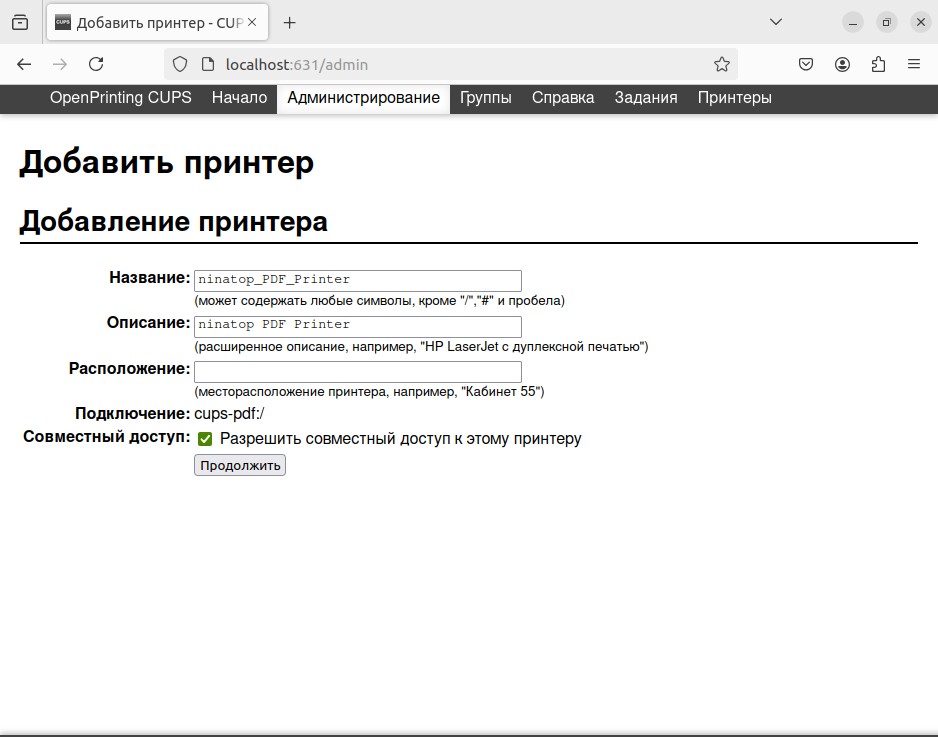 Добавить принтер - CUP
localhost:631/admin
OpenPrinting CUPS Начало Администрирование Группы Справка Задания Принтеры
Добавить принтер
Добавление принтера
Название: ninatop_PDF_Printer
(может содержать любые символы, кроме "/","#" и пробела)
Описание: ninatop PDF Printer
(расширенное описание, например, "HP LaserJet с дуплексной печатью")
Расположение:
(месторасположение принтера, например, "Кабинет 55")
Подключение: cups-pdf:/
Совместный доступ: Разрешить совместный доступ к этому принтеру
Продолжить